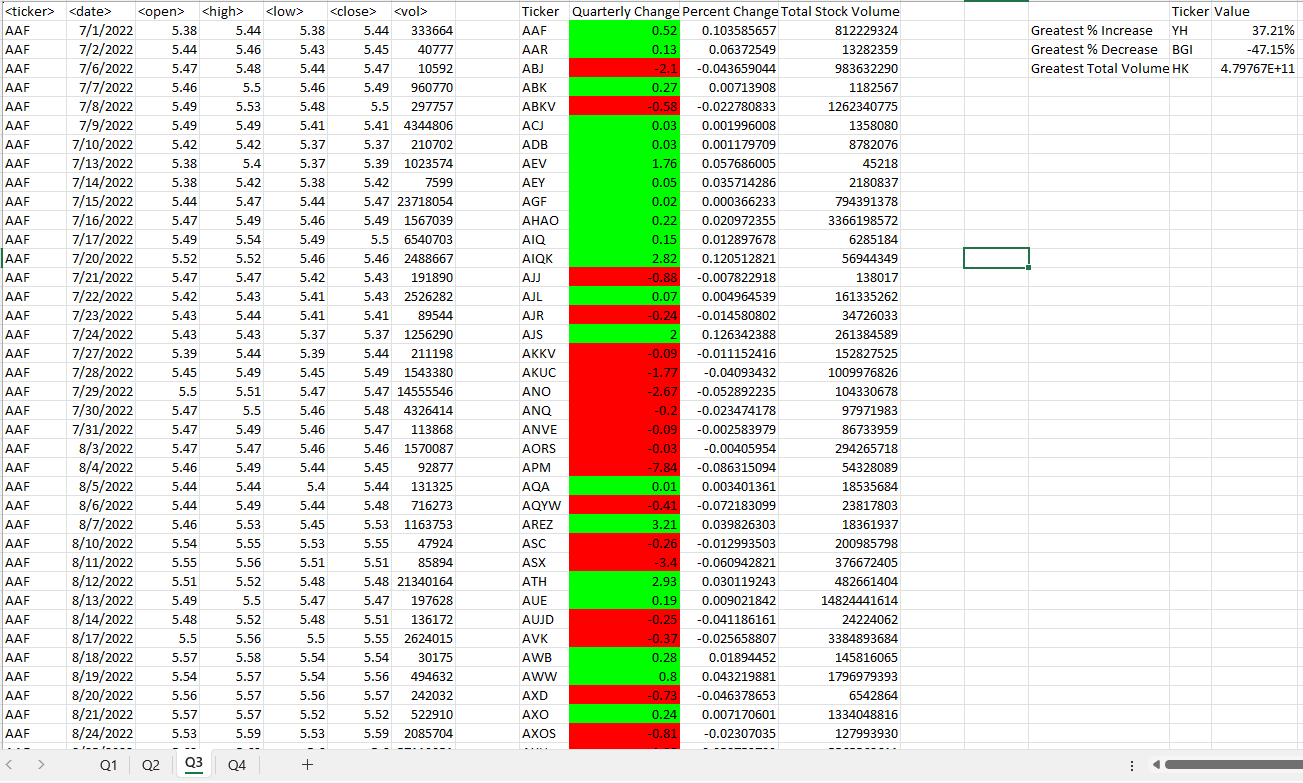 <ticker> <date> <open> <high> <low> <close> <vol> Ticker Quarterly Change Percent Change Total Stock Volume Ticker Value
AAF 7/1/2022 5.38 5.44 5.38 5.44 333664 AAF 0.52 0.103585657 812229324 Greatest % Increase YH 37.21%
AAF 7/2/2022 5.44 5.46 5.43 5.45 40777 AAR 0.13 0.06372549 13282359 Greatest % Decrease BGI -47.15%
AAF 7/6/2022 5.47 5.48 5.44 5.47 10592 ABJ -2.1 -0.043659044 983632290 Greatest Total Volume HK 4.79767E+11
AAF 7/7/2022 5.46 5.5 5.46 5.49 960770 ABK 0.27 0.00713908 1182567
AAF 7/8/2022 5.49 5.53 5.48 5.5 297757 ABKV -0.58 -0.022780833 1262340775
AAF 7/9/2022 5.49 5.49 5.41 5.41 4344806 ACJ 0.03 0.001996008 1358080
AAF 7/10/2022 5.42 5.42 5.37 5.37 210702 ADB 0.03 0.001179709 8782076
AAF 7/13/2022 5.38 5.4 5.37 5.39 1023574 AEV 1.76 0.057686005 45218
AAF 7/14/2022 5.38 5.42 5.38 5.42 7599 AEY 0.05 0.035714286 2180837
AAF 7/15/2022 5.44 5.47 5.44 5.47 23718054 AGF 0.02 0.000366233 794391378
AAF 7/16/2022 5.47 5.49 5.46 5.49 1567039 AHAO 0.22 0.020972355 3366198572
AAF 7/17/2022 5.49 5.54 5.49 5.5 6540703 AIQ 0.15 0.012897678 6285184
AAF 7/20/2022 5.52 5.52 5.46 5.46 2488667 AIQK 2.82 0.120512821 56944349
AAF 7/21/2022 5.47 5.47 5.42 5.43 191890 AJJ -0.88 -0.007822918 138017
AAF 7/22/2022 5.42 5.43 5.41 5.43 2526282 AJL 0.07 0.004964539 161335262
AAF 7/23/2022 5.43 5.44 5.41 5.41 89544 AJR -0.24 -0.014580802 34726033
AAF 7/24/2022 5.43 5.43 5.37 5.37 1256290 AJS 2 0.126342388 261384589
AAF 7/27/2022 5.39 5.44 5.39 5.44 211198 AKKV -0.09 -0.011152416 152827525
AAF 7/28/2022 5.45 5.49 5.45 5.49 1543380 AKUC -1.77 -0.04093432 1009976826
AAF 7/29/2022 5.5 5.51 5.47 5.47 14555546 ANO -2.67 -0.052892235 104330678
AAF 7/30/2022 5.47 5.5 5.46 5.48 4326414 ANQ -0.2 -0.023474178 97971983
AAF 7/31/2022 5.47 5.49 5.46 5.47 113868 ANVE -0.09 -0.002583979 86733959
AAF 8/3/2022 5.47 5.47 5.46 5.46 1570087 AORS -0.03 -0.00405954 294265718
AAF 8/4/2022 5.46 5.49 5.44 5.45 92877 APM -7.84 -0.086315094 54328089
AAF 8/5/2022 5.44 5.44 5.4 5.44 131325 AQA 0.01 0.003401361 18535684
AAF 8/6/2022 5.44 5.49 5.44 5.48 716273 AQYW -0.41 -0.072183099 23817803
AAF 8/7/2022 5.46 5.53 5.45 5.53 1163753 AREZ 3.21 0.039826303 18361937
AAF 8/10/2022 5.54 5.55 5.53 5.55 47924 ASC -0.26 -0.012993503 200985798
AAF 8/11/2022 5.55 5.56 5.51 5.51 85894 ASX -3.4 -0.060942821 376672405
AAF 8/12/2022 5.51 5.52 5.48 5.48 21340164 ATH 2.93 0.030119243 482661404
AAF 8/13/2022 5.49 5.5 5.47 5.47 197628 AUE 0.19 0.009021842 14824441614
AAF 8/14/2022 5.48 5.52 5.48 5.51 136172 AUJD -0.25 -0.041186161 24224062
AAF 8/17/2022 5.5 5.56 5.5 5.55 2624015 AVK -0.37 -0.025658807 3384893684
AAF 8/18/2022 5.57 5.58 5.54 5.54 30175 AWB 0.28 0.01894452 145816065
AAF 8/19/2022 5.54 5.57 5.54 5.56 494632 AWW 0.8 0.043219881 1796979393
AAF 8/20/2022 5.56 5.57 5.56 5.57 242032 AXD -0.73 -0.046378653 6542864
AAF 8/21/2022 5.57 5.57 5.52 5.52 522910 AXO 0.24 0.007170601 1334048816
AAF 8/24/2022 5.53 5.59 5.53 5.59 2085704 AXOS -0.81 -0.02307035 127993930
Q1 Q2 Q3 Q4 +